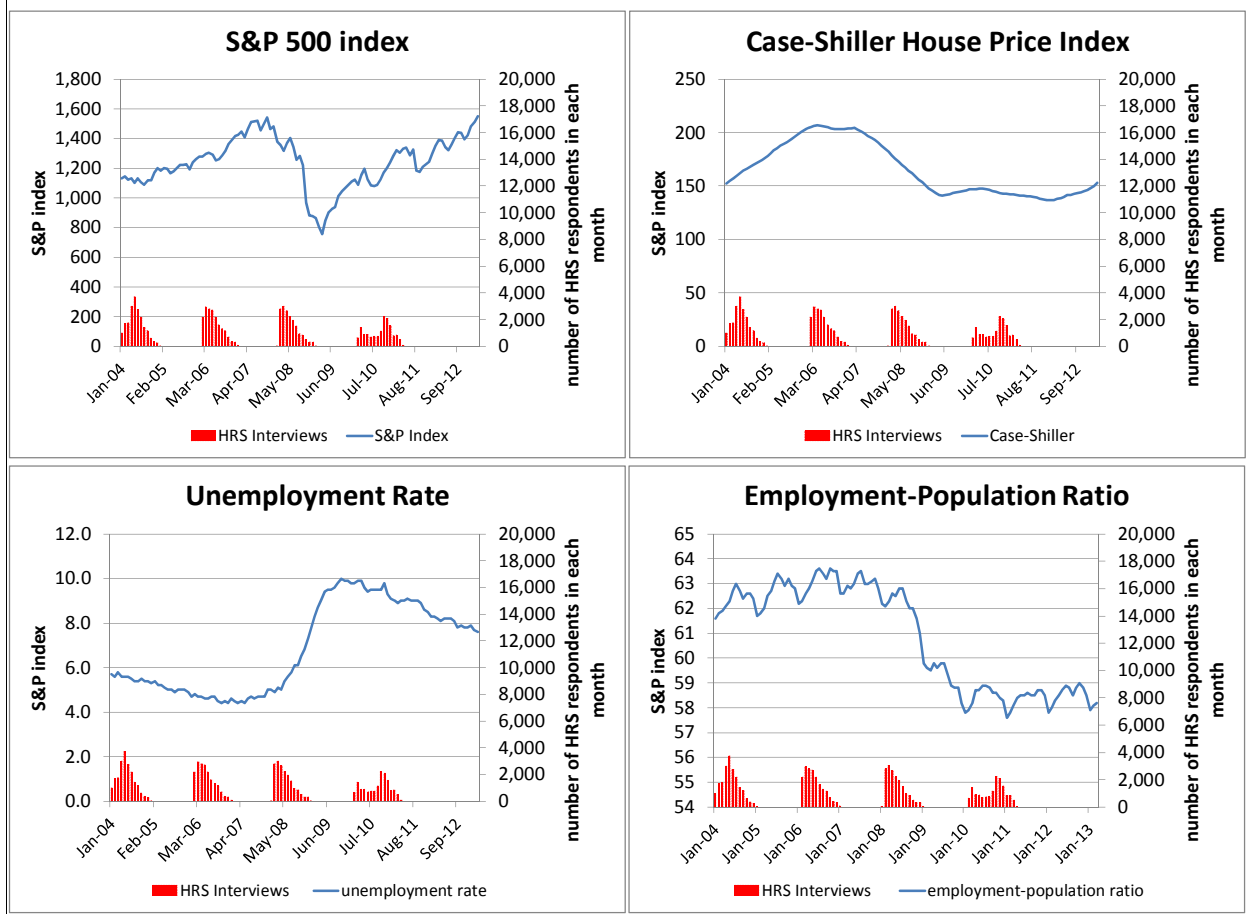 S&P 500 index
1,800
1,600
1,400
1,200
1,000
800
600
400
200
0
S&P index
20,000
18,000
16,000
14,000
12,000
10,000
8,000
6,000
4,000
2,000
0
number of HRS respondents in each
month
Jan-04
Feb-05
Mar-06
Apr-07
May-08
Jun-09
Jul-10
Aug-11
Sep-12
HRS Interviews
S&P Index
Case-Shiller House Price Index
250
200
150
100
50
0
S&P index
20,000
18,000
16,000
14,000
12,000
10,000
8,000
6,000
4,000
2,000
0
number of HRS respondents in each
month
Jan-04
Feb-05
Mar-06
Apr-07
May-08
Jun-09
Jul-10
Aug-11
Sep-12
HRS Interviews
Case-Shiller
Unemployment Rate
12.0
10.0
8.0
6.0
4.0
2.0
0.0
S&P index
20,000
18,000
16,000
14,000
12,000
10,000
8,000
6,000
4,000
2,000
0
number of HRS respondents in each
month
Jan-04
Feb-05
Mar-06
Apr-07
May-08
Jun-09
Jul-10
Aug-11
Sep-12
HRS Interviews
unemployment rate
Employment-Population Ratio
65
64
63
62
61
60
59
58
57
56
55
54
S&P index
20,000
18,000
16,000
14,000
12,000
10,000
8,000
6,000
4,000
2,000
0
number of HRS respondents in each
month
Jan-04
Jan-05
Jan-06
Jan-07
Jan-08
Jan-09
Jan-10
Jan-11
Jan-12
Jan-13
HRS Interviews
employment-population ratio